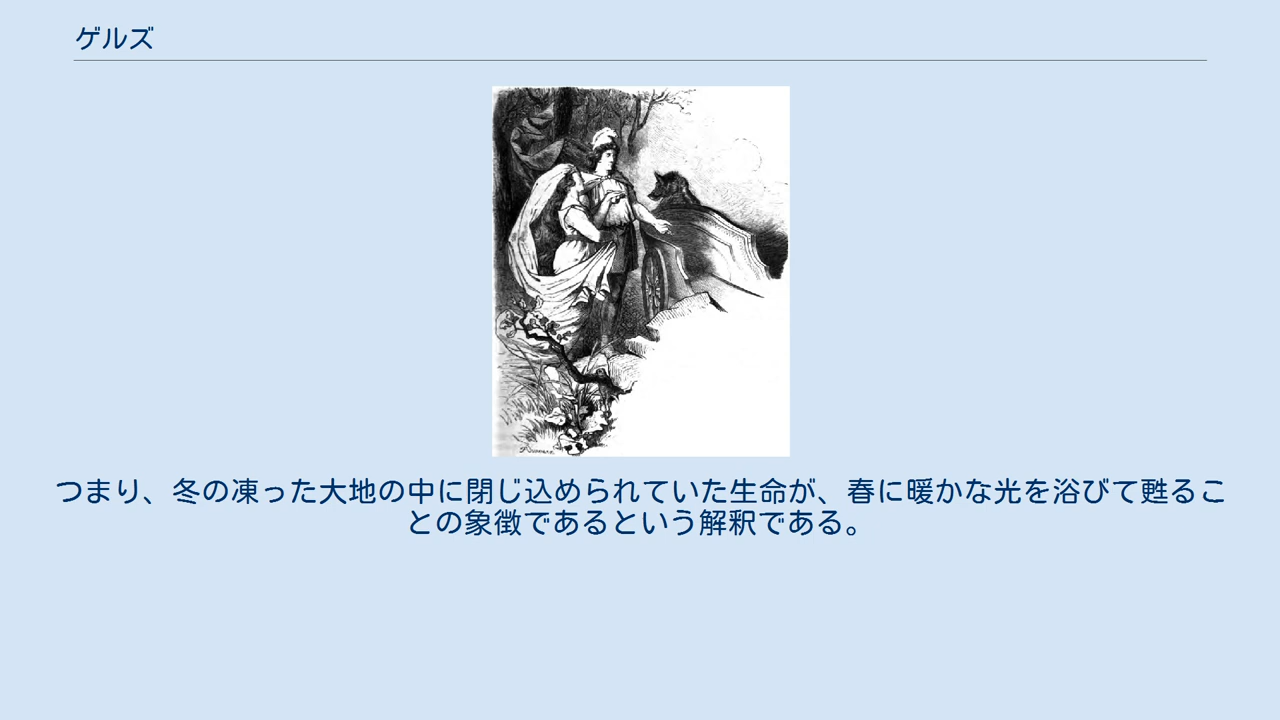 ゲルズ
つまり、冬の凍った大地の中に閉じ込められていた生命が、春に暖かな光を浴びて甦るこ
との象徴であるという解釈である。